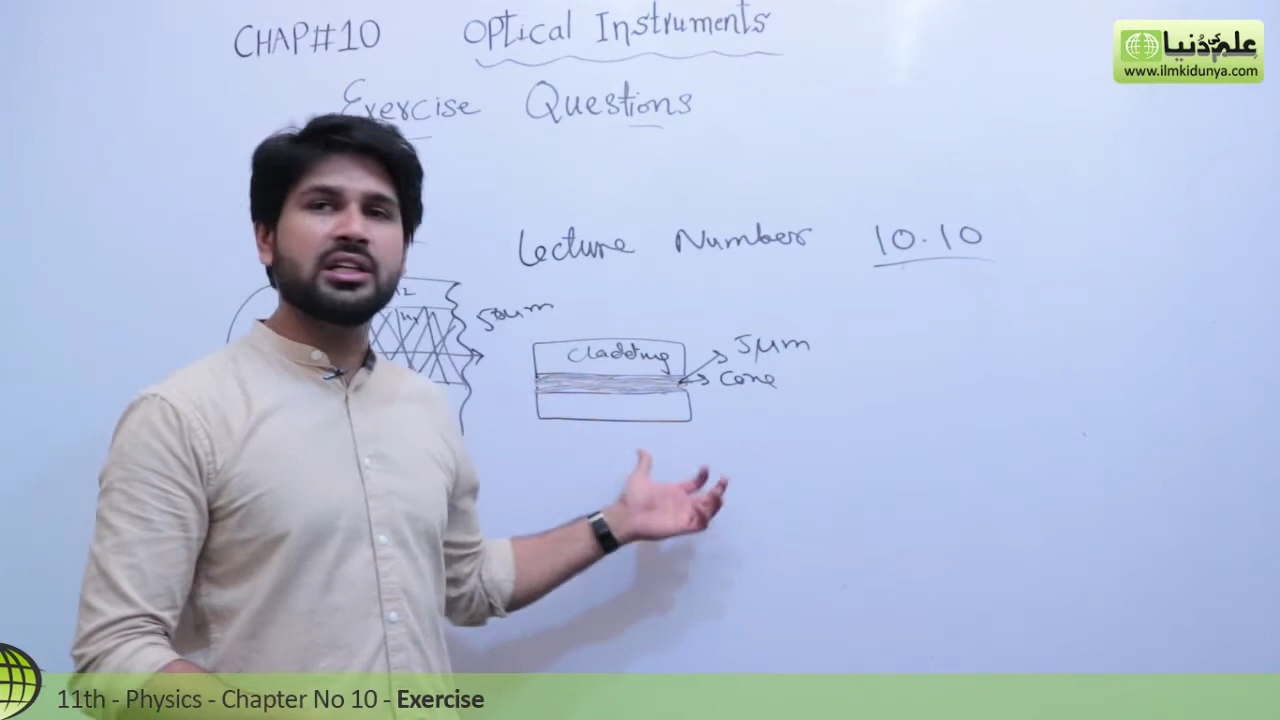 CHAP#10 Optical Instruments
Exercise Questions
علم کی دنیا
www.ilmkidunya.com
Lecture Number 10.10
50μm
n₁
cladding
5μm
core
11th - Physics - Chapter No 10 - Exercise